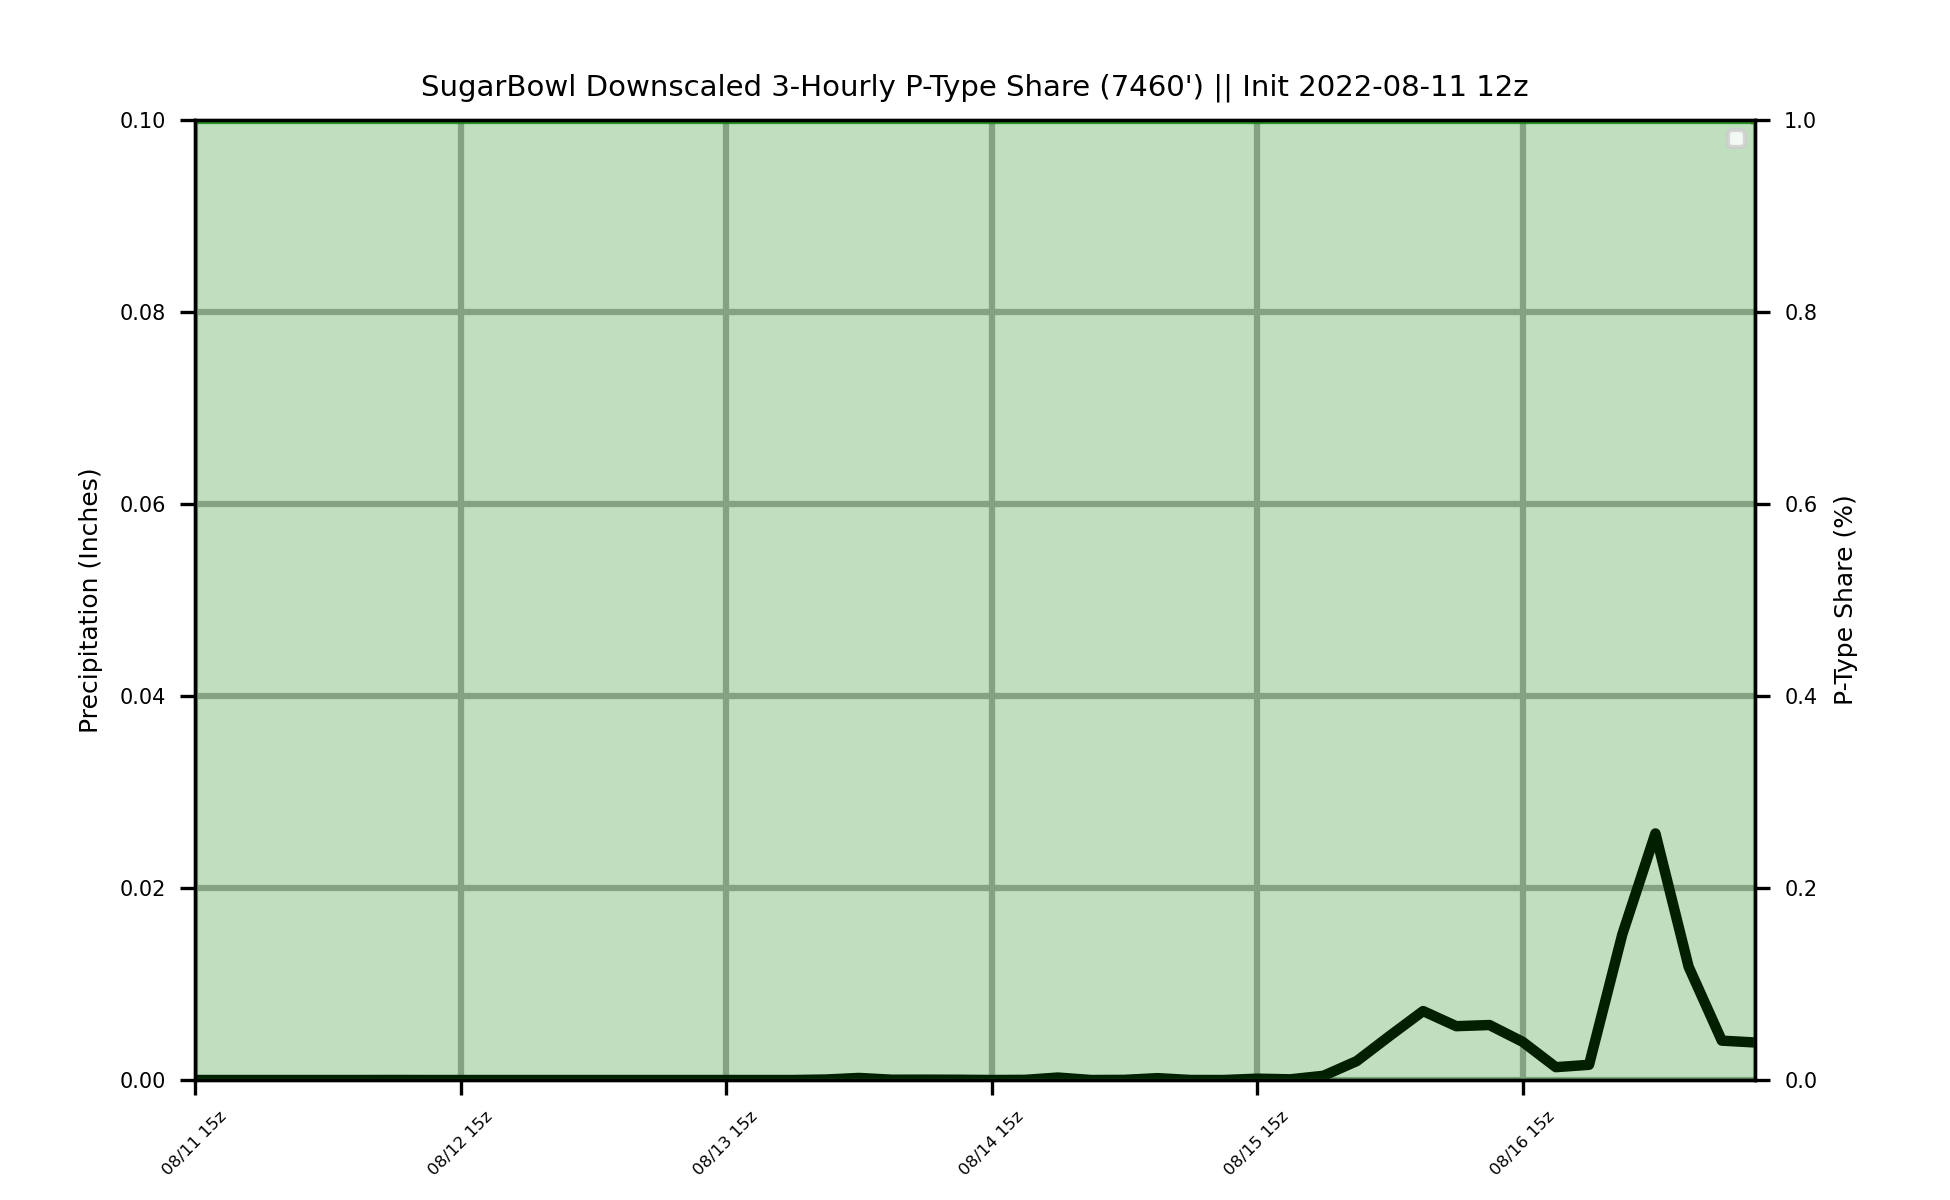 SugarBowl Downscaled 3-Hourly P-Type Share (7460') || Init 2022-08-11 12z
0.10
0.08
0.06
0.04
0.02
0.00
Precipitation (Inches)
1.0
0.8
0.6
0.4
0.2
0.0
P-Type Share (%)
08/11 15z
08/12 15z
08/13 15z
08/14 15z
08/15 15z
08/16 15z